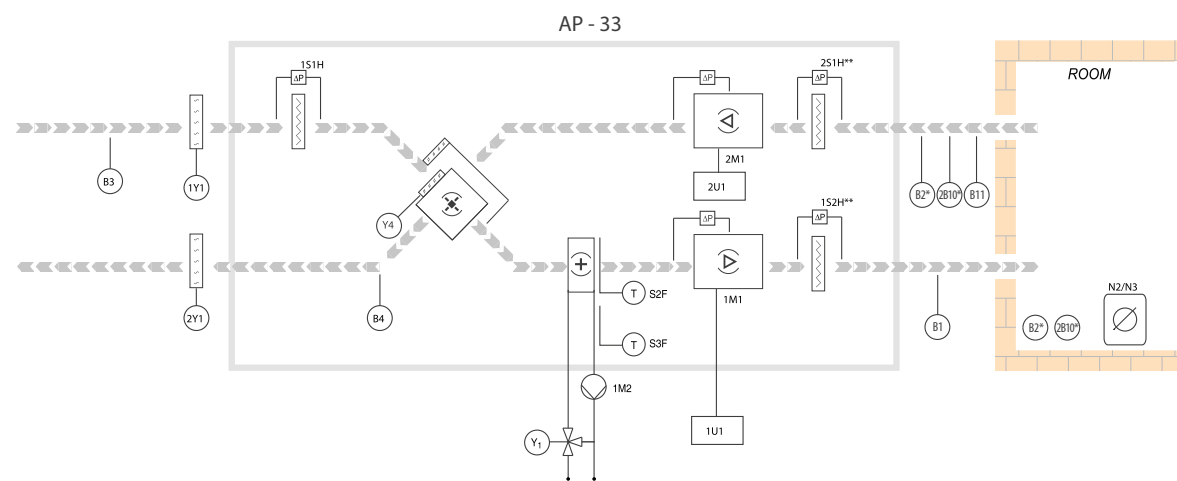 AP - 33
1S1H
ΔP
ΔP
2S1H**
ΔP
ROOM
B3
1Y1
2M1
2U1
B2*
2B10*
B11
Y4
ΔP
1S2H**
ΔP
T
S2F
1M1
N2/N3
2Y1
B4
B1
B2*
2B10*
T
S3F
1M2
1U1
Y1